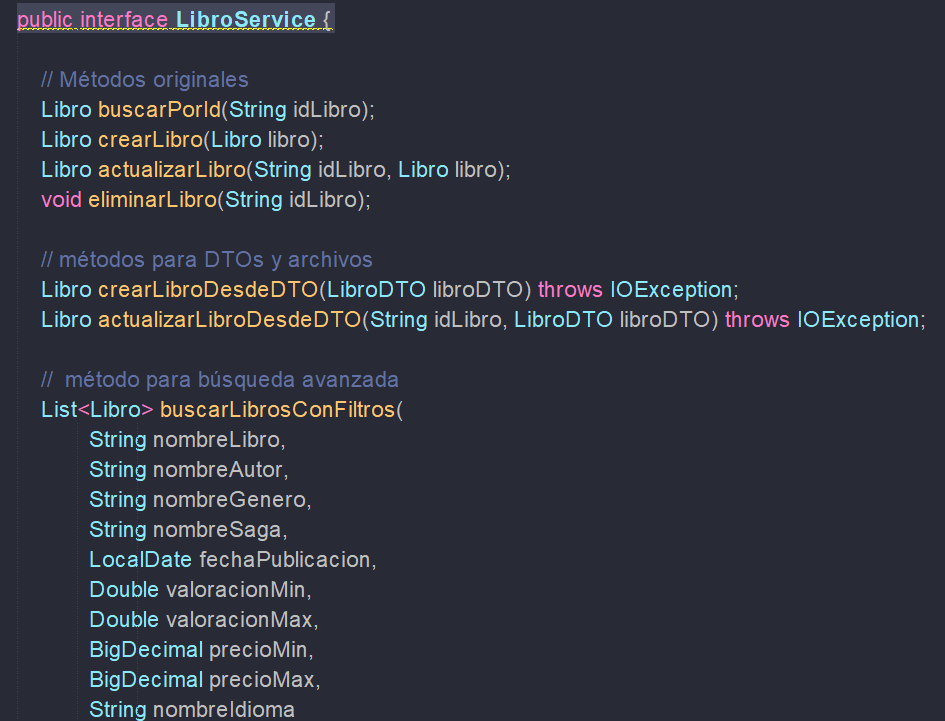 public interface LibroService {
// Métodos originales
Libro buscarPorId(String idLibro);
Libro crearLibro(Libro libro);
Libro actualizarLibro(String idLibro, Libro libro);
void eliminarLibro(String idLibro);
// métodos para DTOs y archivos
Libro crearLibroDesdeDTO(LibroDTO libroDTO) throws IOException;
Libro actualizarLibroDesdeDTO(String idLibro, LibroDTO libroDTO) throws IOException;
//  método para búsqueda avanzada
List<Libro> buscarLibrosConFiltros(
String nombreLibro,
String nombreAutor,
String nombreGenero,
String nombreSaga,
LocalDate fechaPublicacion,
Double valoracionMin,
Double valoracionMax,
BigDecimal precioMin,
BigDecimal precioMax,
String nombreIdioma